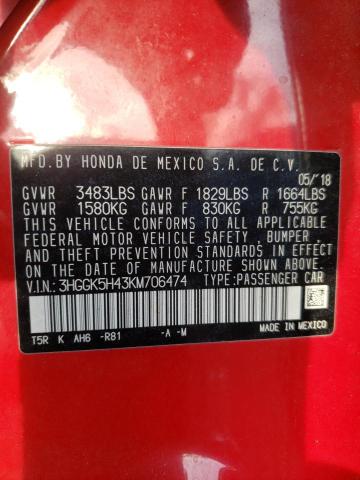 MFD.BY HONDA DE MEXICO S.A. DE C.V.
05/'18
GVWR 3483LBS GAWR F 1829LBS R 1664LBS
GVWR 1580KG GAWR F 830KG R 755KG
THIS VEHICLE CONFORMS TO ALL APPLICABLE
FEDERAL MOTOR VEHICLE SAFETY, BUMPER
AND THEFT PREVENTION STANDARDS IN
EFFECT ON THE DATE OF MANUFACTURE
SHOWN ABOVE.
V.I.N.: 3HGGK5H43KM706474 TYPE:PASSENGER CAR
T5R K AH6 -R81 -A -M MADE IN MEXICO